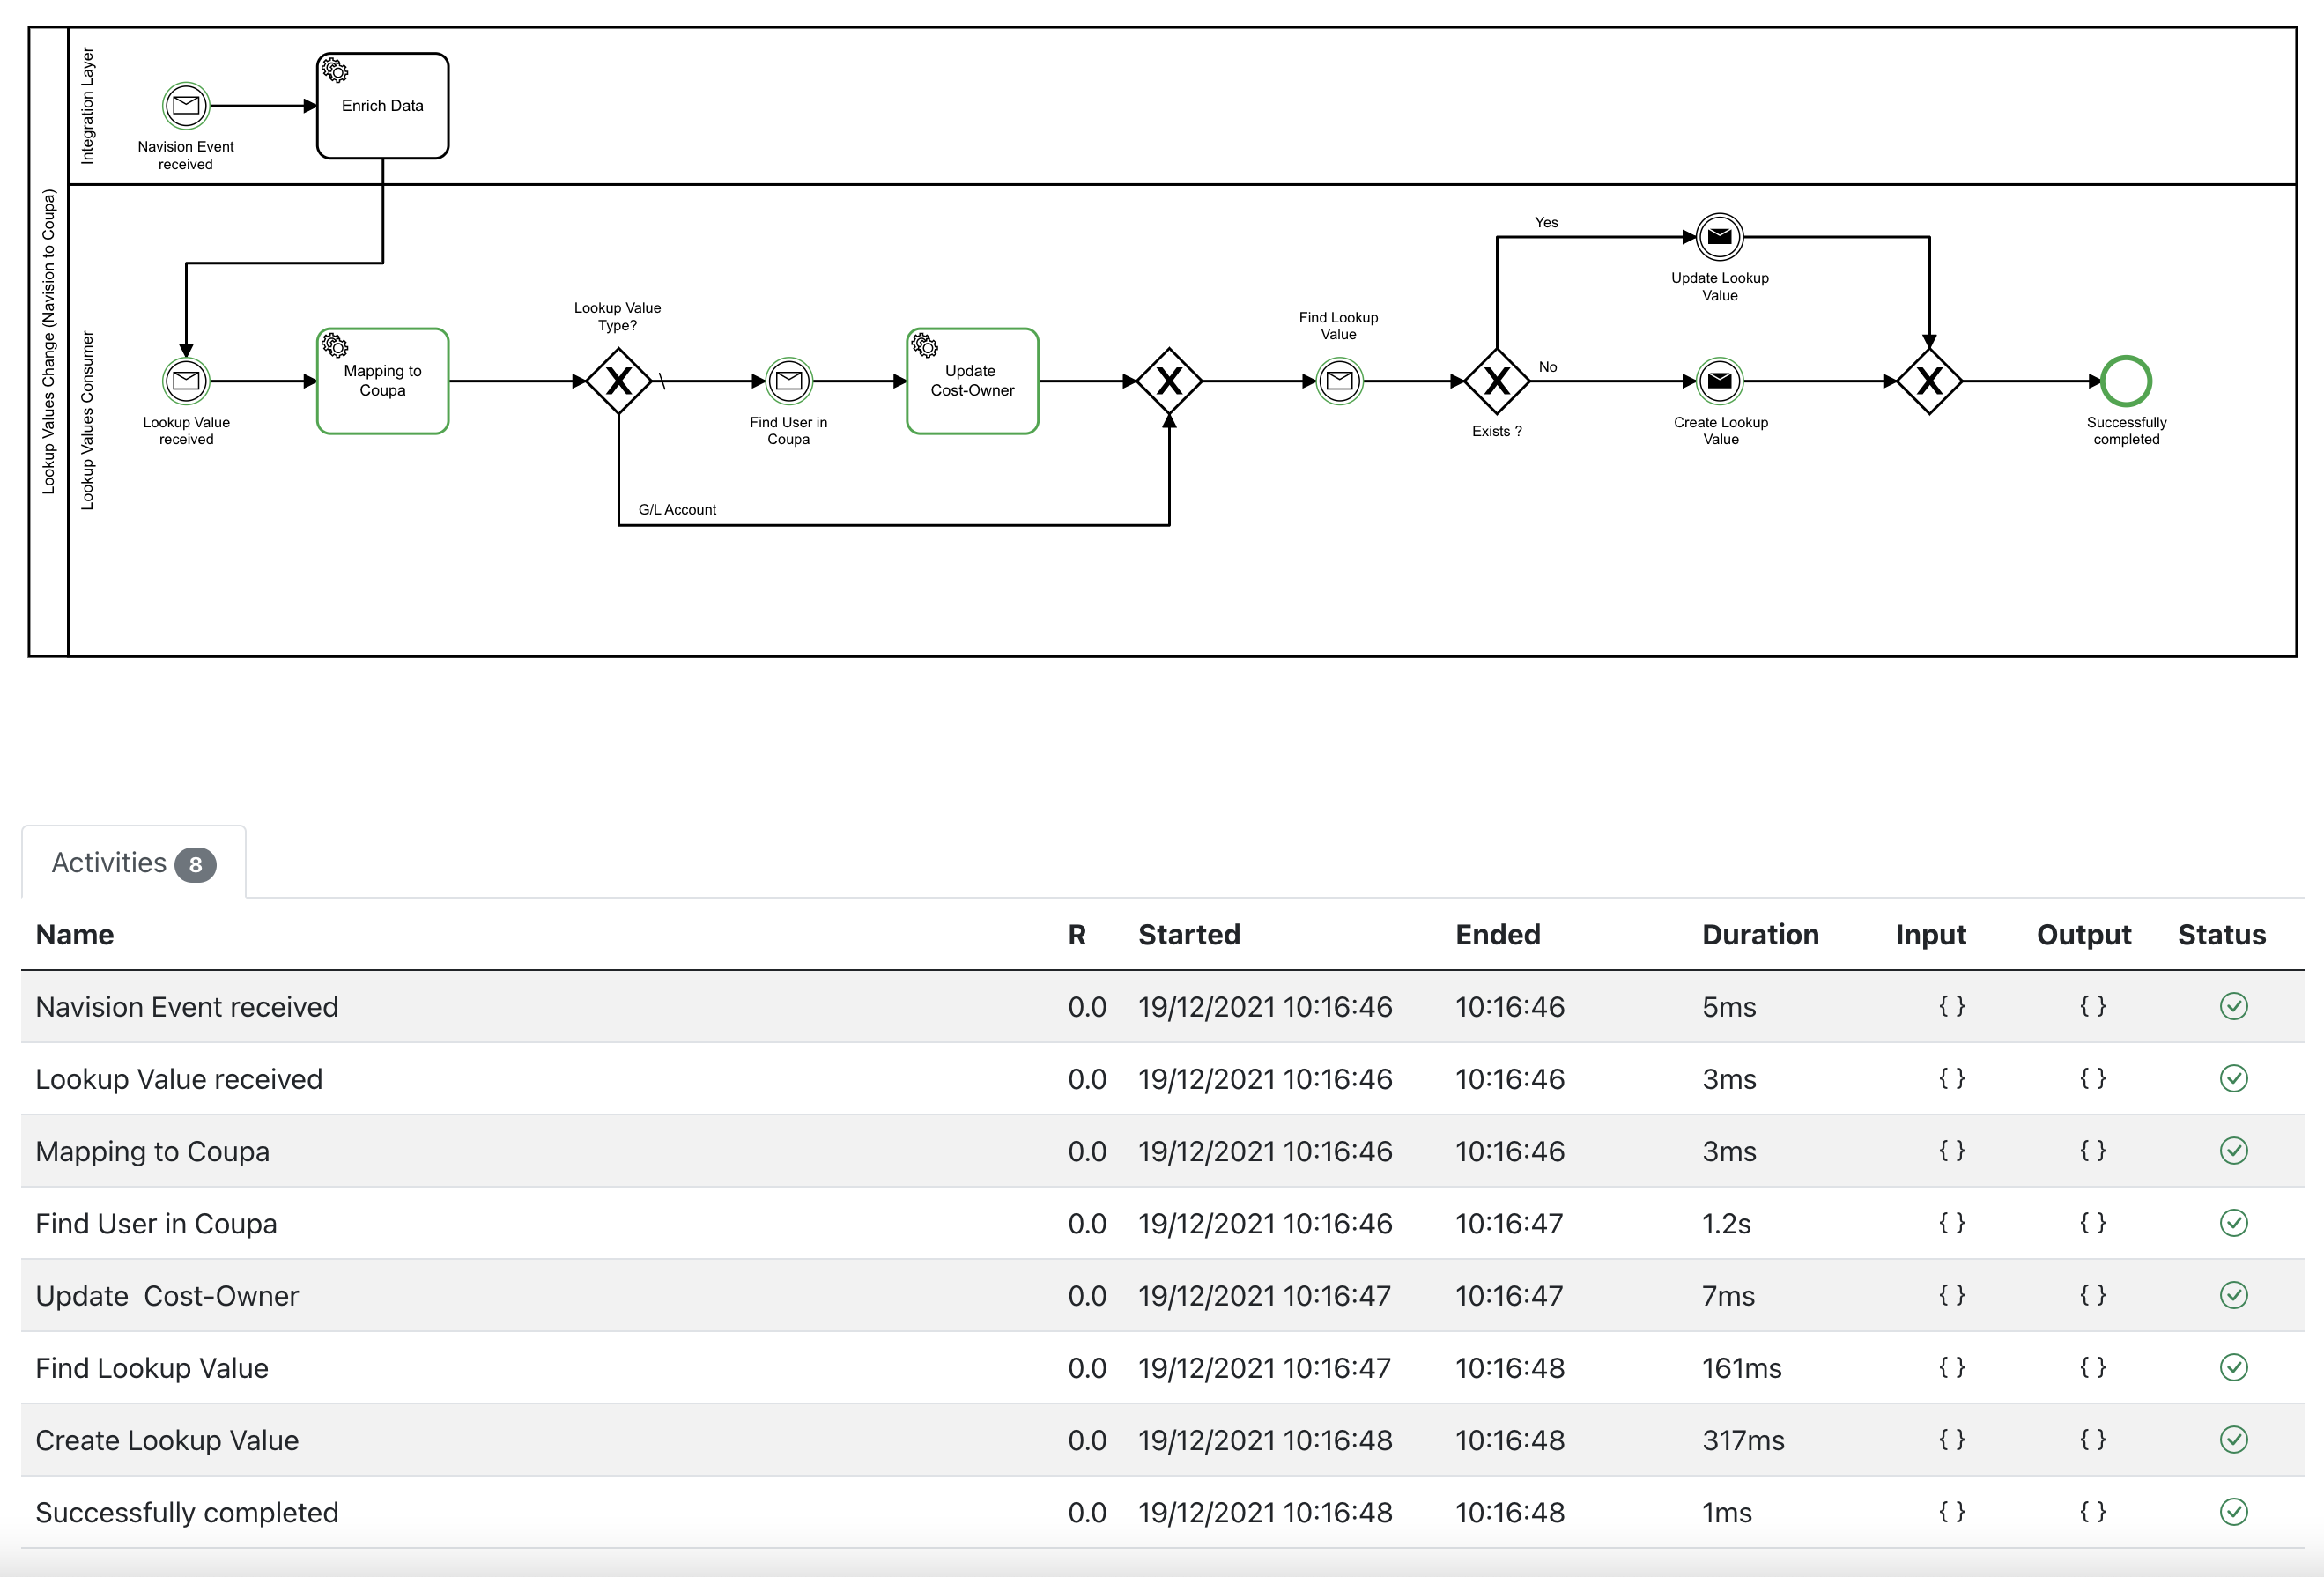 Lookup Values Change (Navision to Coupa)
Integration Layer
Navision Event
received
Enrich Data
Lookup Values Consumer
Lookup Value
received
Mapping to
Coupa
Lookup Value
Type?
G/L Account
Find User in
Coupa
Update
Cost-Owner
Find Lookup
Value
X
X
X
X
Exists ?
Yes
Update Lookup
Value
No
Create Lookup
Value
Successfully
completed
Activities 8
Name R Started Ended Duration Input Output Status
Navision Event received 0.0 19/12/2021 10:16:46 10:16:46 5ms { } { }
Lookup Value received 0.0 19/12/2021 10:16:46 10:16:46 3ms { } { }
Mapping to Coupa 0.0 19/12/2021 10:16:46 10:16:46 3ms { } { }
Find User in Coupa 0.0 19/12/2021 10:16:46 10:16:47 1.2s { } { }
Update  Cost-Owner 0.0 19/12/2021 10:16:47 10:16:47 7ms { } { }
Find Lookup Value 0.0 19/12/2021 10:16:47 10:16:48 161ms { } { }
Create Lookup Value 0.0 19/12/2021 10:16:48 10:16:48 317ms { } { }
Successfully completed 0.0 19/12/2021 10:16:48 10:16:48 1ms { } { }